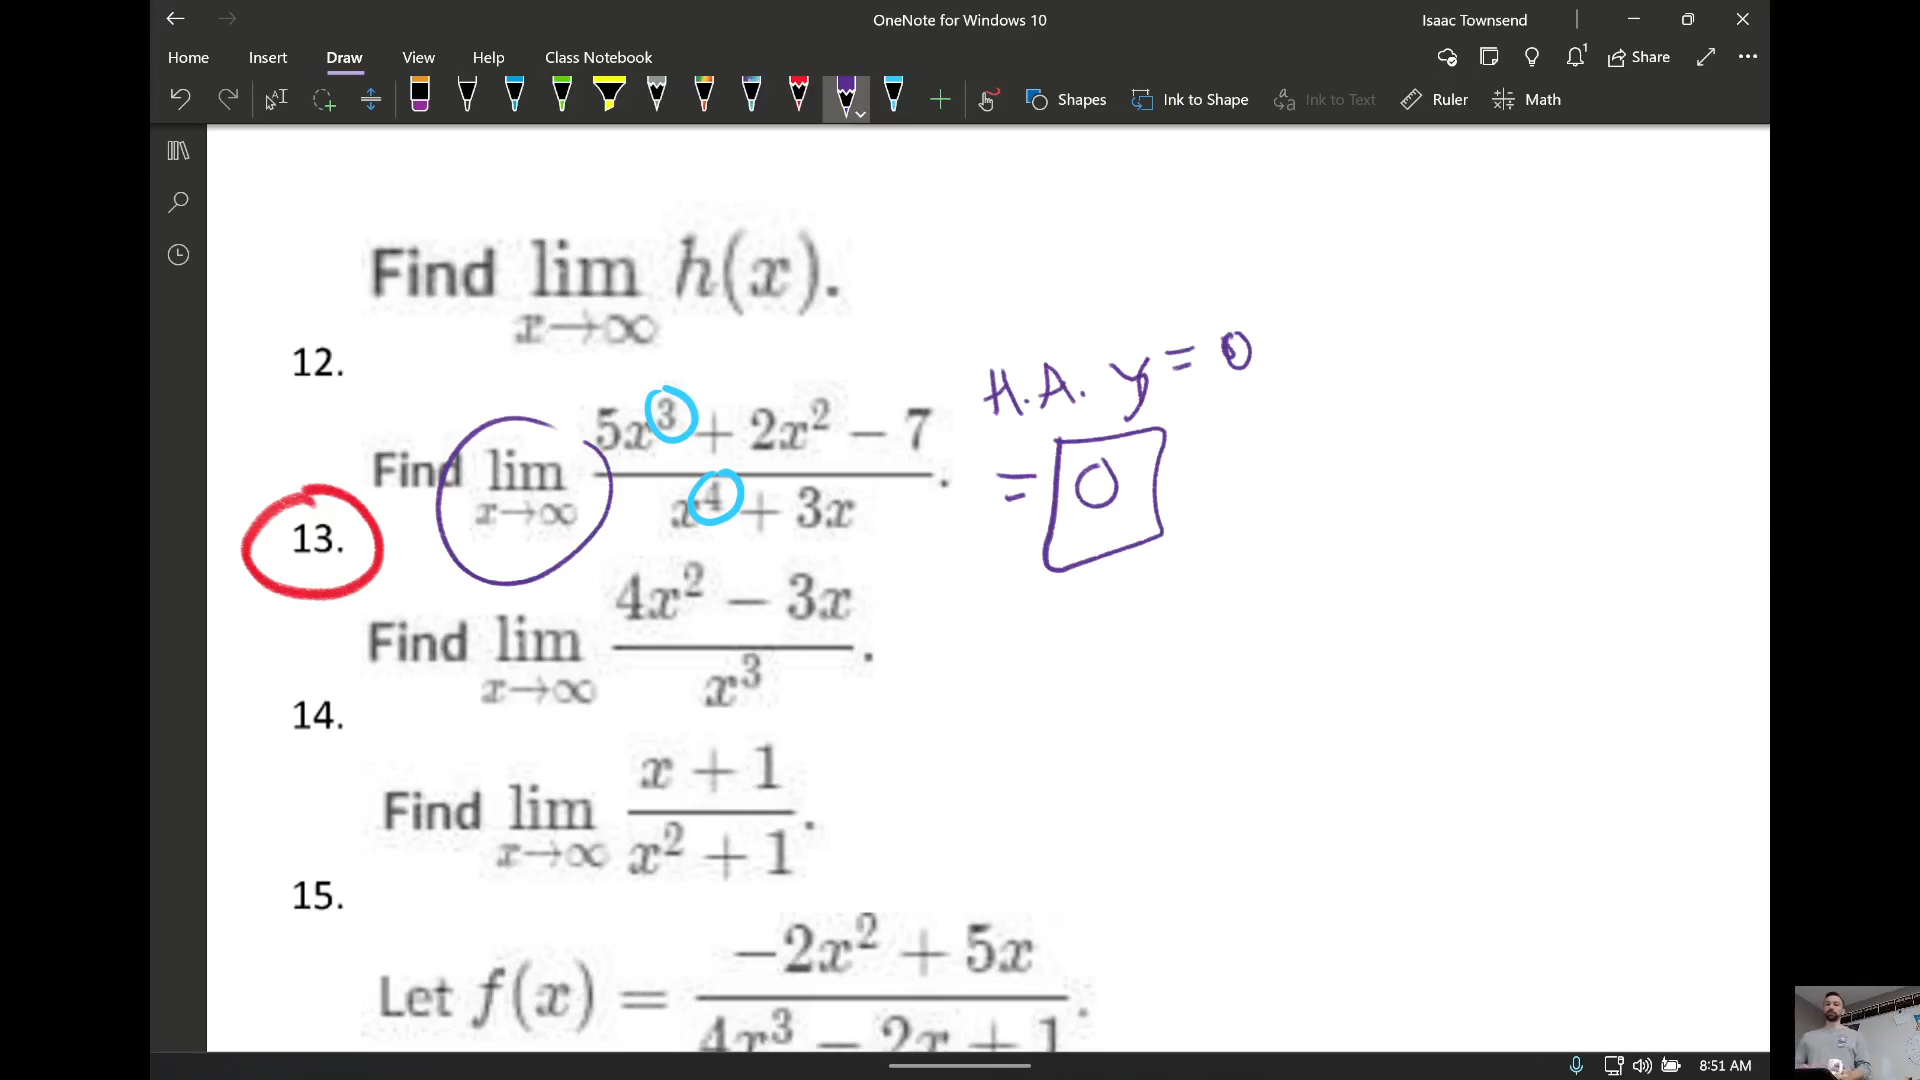 OneNote for Windows 10
Isaac Townsend
Home Insert Draw View Help Class Notebook
1
Share
Shapes Ink to Shape Ink to Text Ruler Math
Find lim h(x).
x→∞
12.
H.A. y = 0
5x³ + 2x² − 7
Find lim
x→∞
x⁴ + 3x
= 0
13.
4x² − 3x
Find lim
x→∞
x³
14.
x + 1
Find lim
x→∞
x² + 1
15.
−2x² + 5x
Let f(x) =
4x³ − 2x + 1
8:51 AM